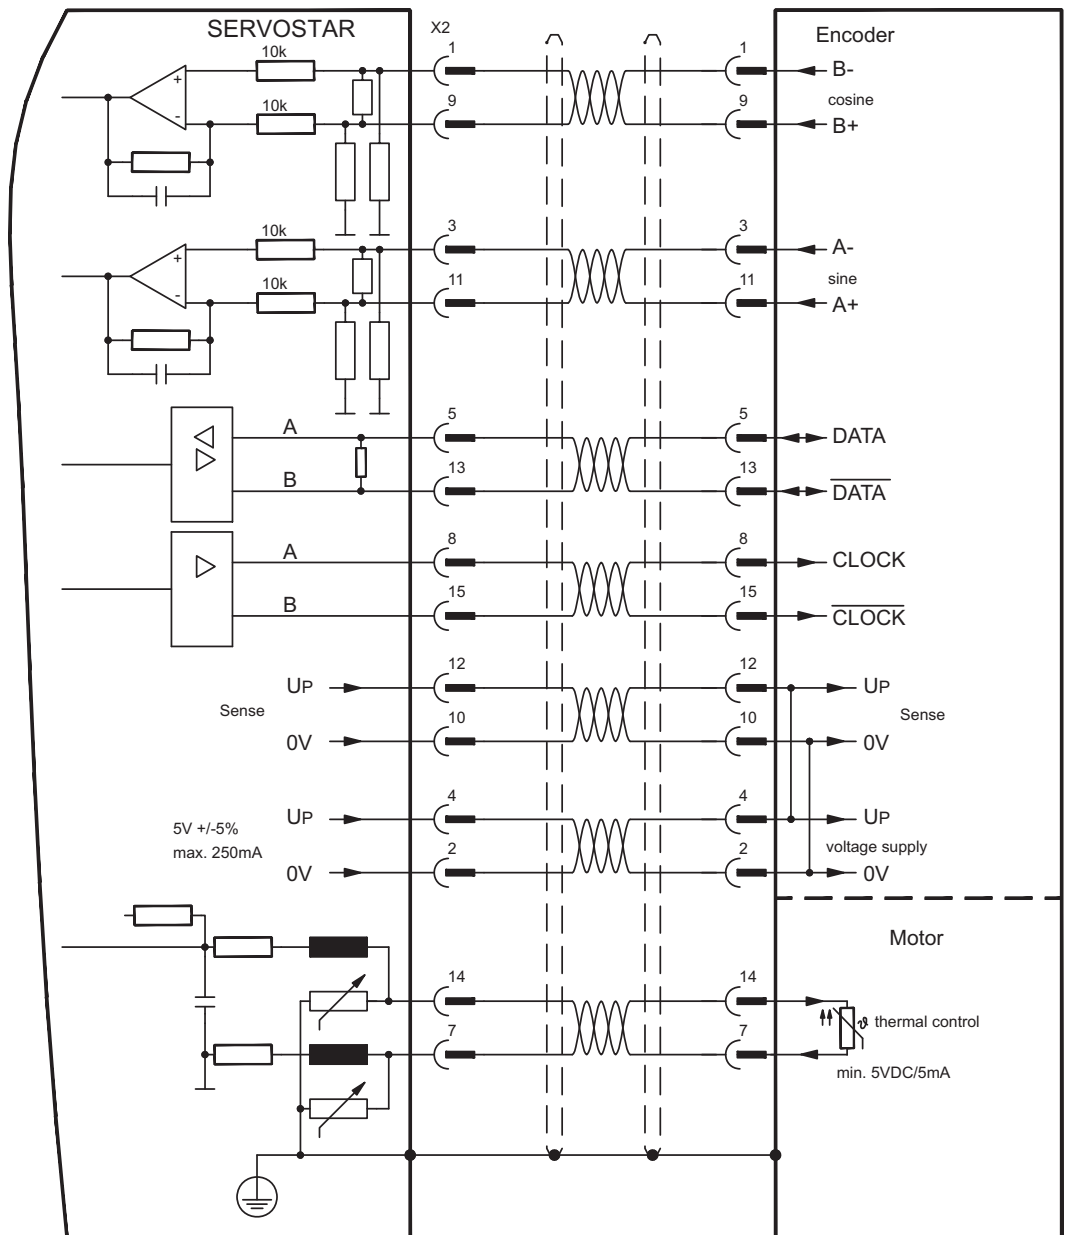 SERVOSTAR X2 Encoder
10k 1 1 B-
cosine
10k 9 9 B+
10k 3 3 A-
sine
10k 11 11 A+
A 5 5 DATA
B 13 13 DATA
A 8 8 CLOCK
B 15 15 CLOCK
UP 12 12 UP
Sense Sense
0V 10 10 0V
UP 4 4 UP
5V +/-5%
max. 250mA voltage supply
0V 2 2 0V
Motor
14 14
ϑ thermal control
7 7
min. 5VDC/5mA